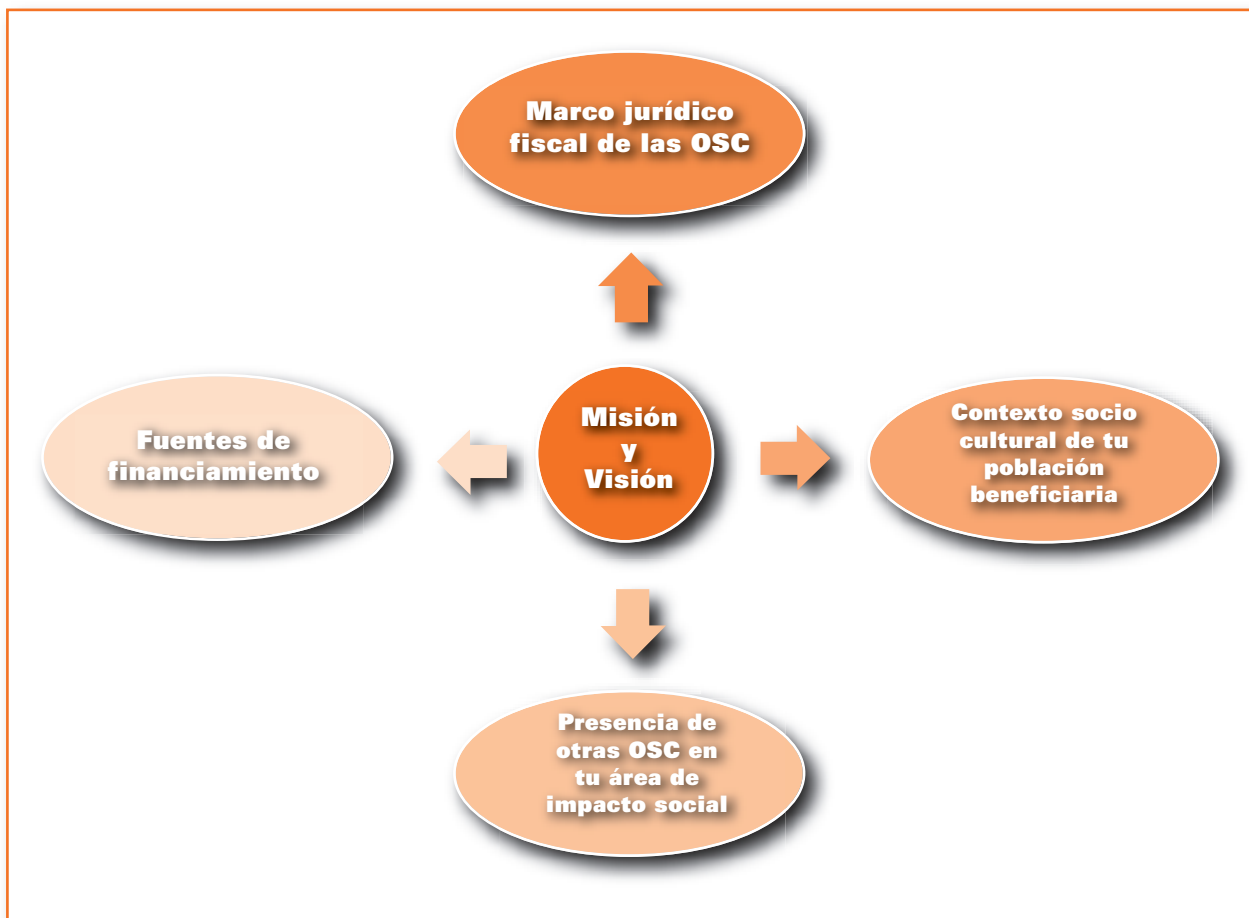 Marco jurídico
fiscal de las OSC
Fuentes de
financiamiento
Misión
y
Visión
Contexto socio
cultural de tu
población
beneficiaria
Presencia de
otras OSC en
tu área de
impacto social